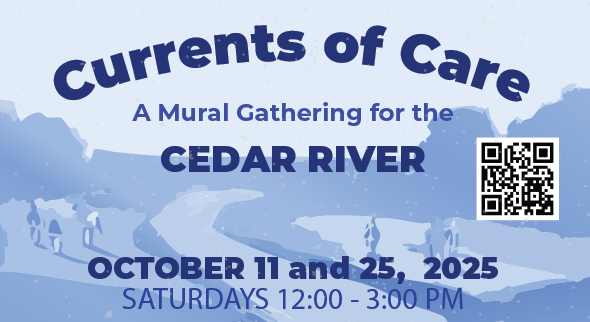 Currents of Care
A Mural Gathering for the
CEDAR RIVER
OCTOBER 11 and 25, 2025
SATURDAYS 12:00 - 3:00 PM